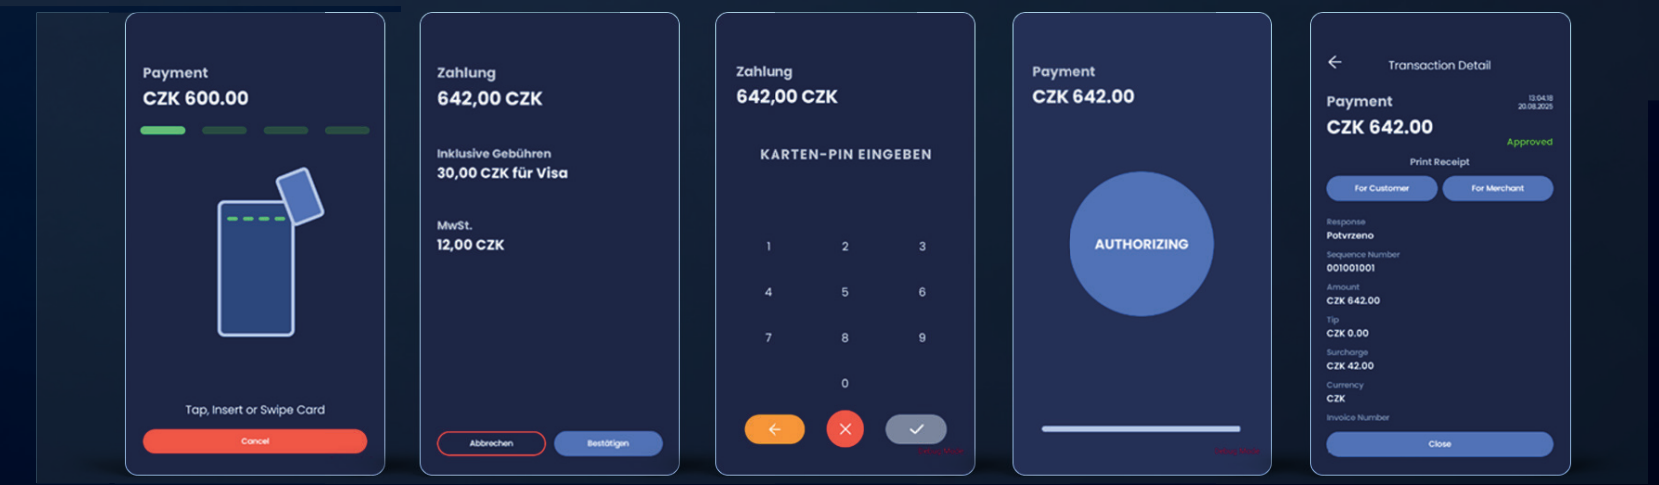 Payment
CZK 600.00
Tap, Insert or Swipe Card
Cancel
Zahlung
642,00 CZK
Inklusive Gebühren
30,00 CZK für Visa
MwSt.
12,00 CZK
Abbrechen
Bestätigen
Zahlung
642,00 CZK
KARTEN-PIN EINGEBEN
1 2 3
4 5 6
7 8 9
0
Payment
CZK 642.00
AUTHORIZING
Transaction Detail
Payment
13:04:18
20.08.2025
CZK 642.00
Approved
Print Receipt
For Customer
For Merchant
Response
Potvrzeno
Sequence Number
001001001
Amount
CZK 642.00
Tip
CZK 0.00
Surcharge
CZK 42.00
Currency
CZK
Invoice Number
Close